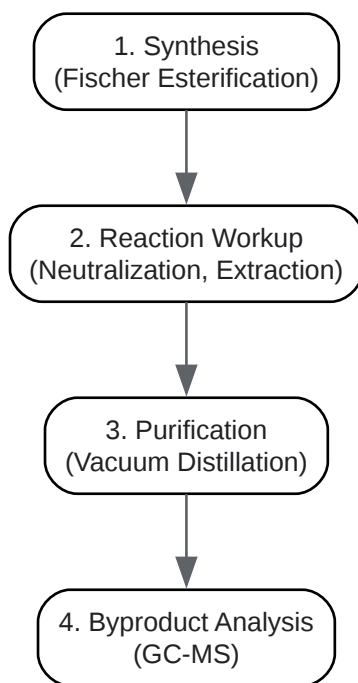 1. Synthesis
(Fischer Esterification)
2. Reaction Workup
(Neutralization, Extraction)
3. Purification
(Vacuum Distillation)
4. Byproduct Analysis
(GC-MS)